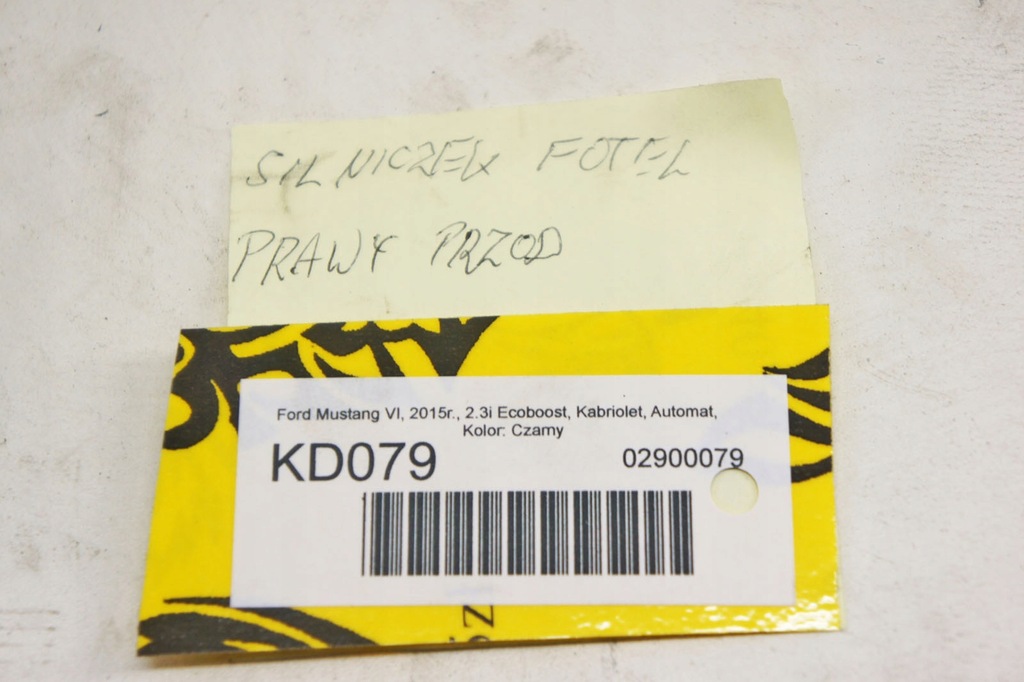 SILNICZEK FOTEL
PRAWY PRZOD
Ford Mustang VI, 2015r., 2.3i Ecoboost, Kabriolet, Automat,
Kolor: Czarny
KD079
02900079